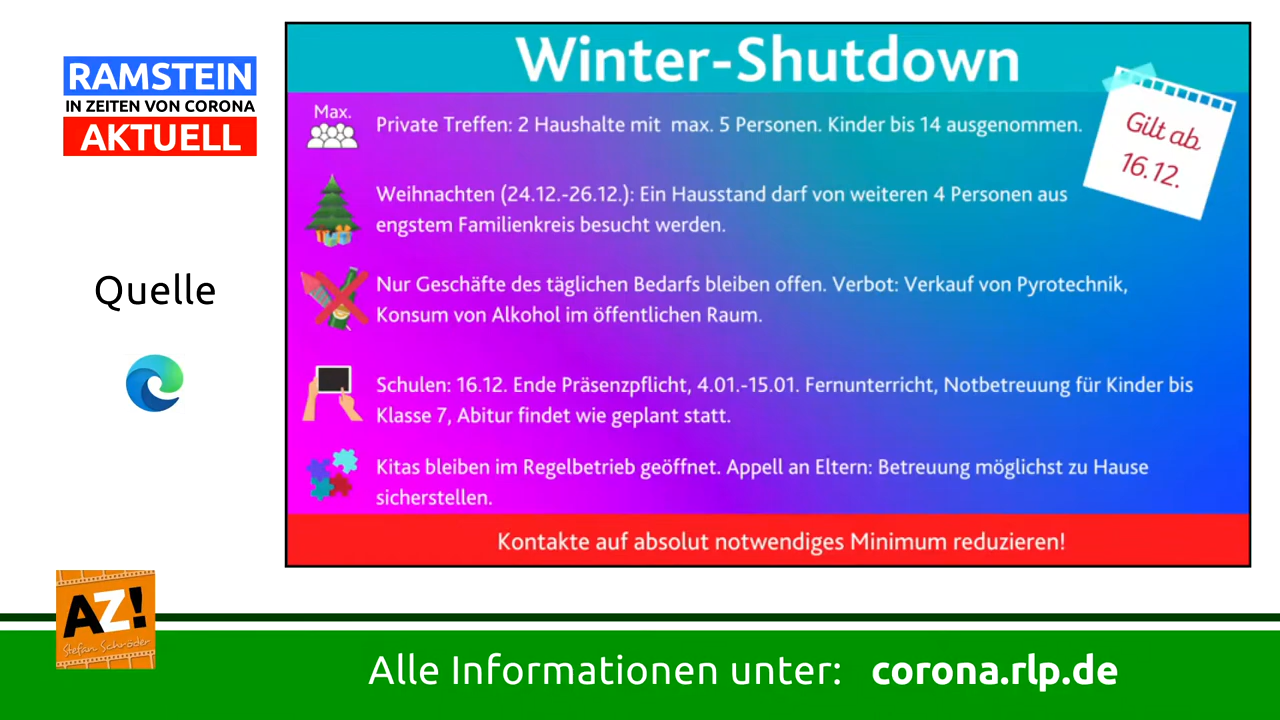 RAMSTEIN
IN ZEITEN VON CORONA
AKTUELL
Quelle
Winter-Shutdown
Gilt ab
16.12.
Max.
Private Treffen: 2 Haushalte mit max. 5 Personen. Kinder bis 14 ausgenommen.
Weihnachten (24.12.-26.12.): Ein Hausstand darf von weiteren 4 Personen aus
engstem Familienkreis besucht werden.
Nur Geschäfte des täglichen Bedarfs bleiben offen. Verbot: Verkauf von Pyrotechnik,
Konsum von Alkohol im öffentlichen Raum.
Schulen: 16.12. Ende Präsenzpflicht, 4.01.-15.01. Fernunterricht, Notbetreuung für Kinder bis
Klasse 7, Abitur findet wie geplant statt.
Kitas bleiben im Regelbetrieb geöffnet. Appell an Eltern: Betreuung möglichst zu Hause
sicherstellen.
Kontakte auf absolut notwendiges Minimum reduzieren!
AZ!
Stefan Schröder
Alle Informationen unter: corona.rlp.de